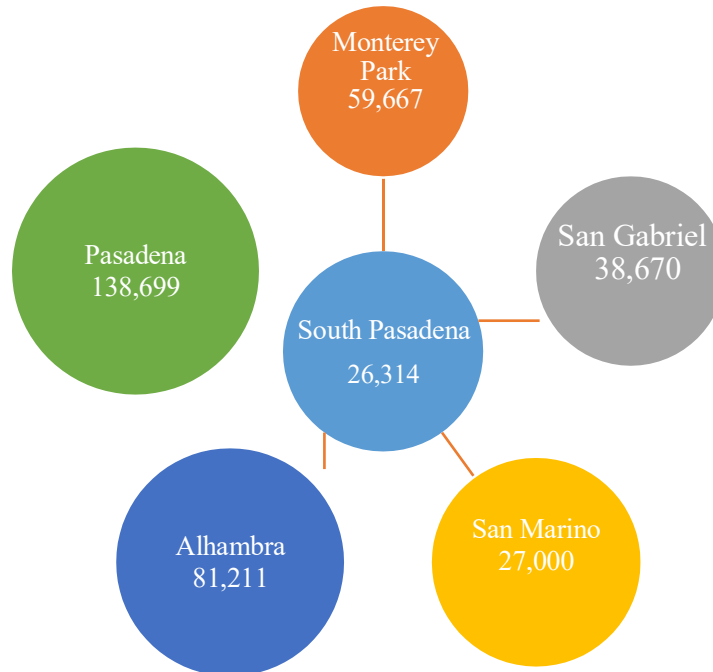 Monterey
Park
59,667
Pasadena
138,699
San Gabriel
38,670
South Pasadena
26,314
Alhambra
81,211
San Marino
27,000